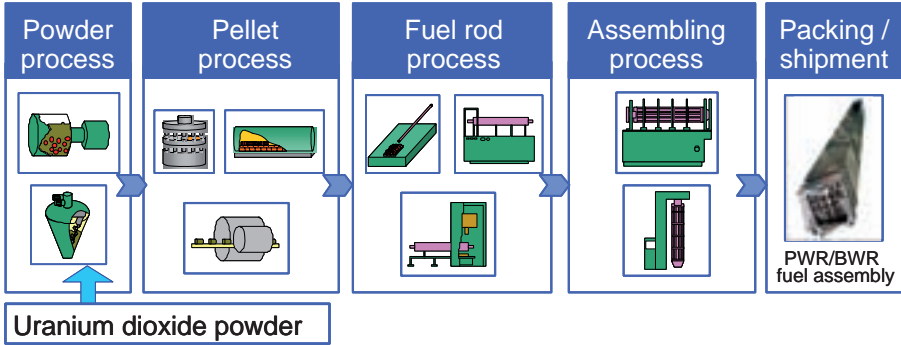 Powder
process
Pellet
process
Fuel rod
process
Assembling
process
Packing /
shipment
PWR/BWR
fuel assembly
Uranium dioxide powder